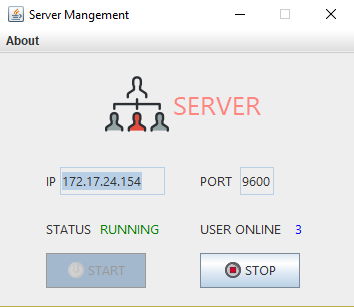 Server Mangement
About
SERVER
IP 172.17.24.154 PORT 9600
STATUS RUNNING USER ONLINE 3
START STOP